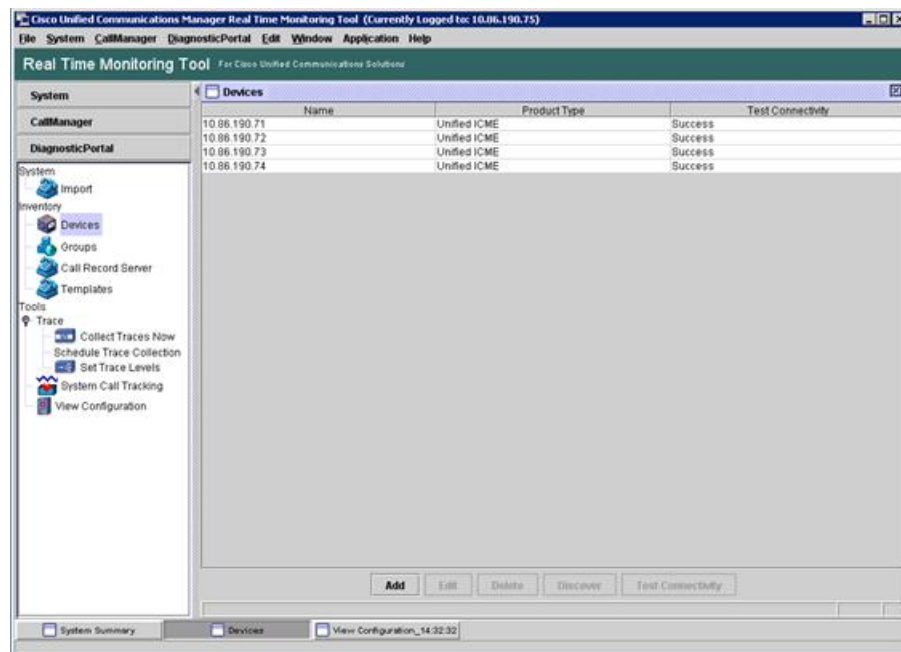 Cisco Unified Communications Manager Real Time Monitoring Tool (Currently Logged to: 10.86.190.75)
File System CallManager DiagnosticPortal Edit Window Application Help
Real Time Monitoring Tool For Cisco Unified Communications Solutions
System
CallManager
DiagnosticPortal
System
Import
Inventory
Devices
Groups
Call Record Server
Templates
Tools
Trace
Collect Traces Now
Schedule Trace Collection
Set Trace Levels
System Call Tracking
View Configuration
Devices
Name Product Type Test Connectivity
10.86.190.71 Unified ICME Success
10.86.190.72 Unified ICME Success
10.86.190.73 Unified ICME Success
10.86.190.74 Unified ICME Success
Add Edit Delete Discover Test Connectivity
System Summary Devices View Configuration_14:32:32